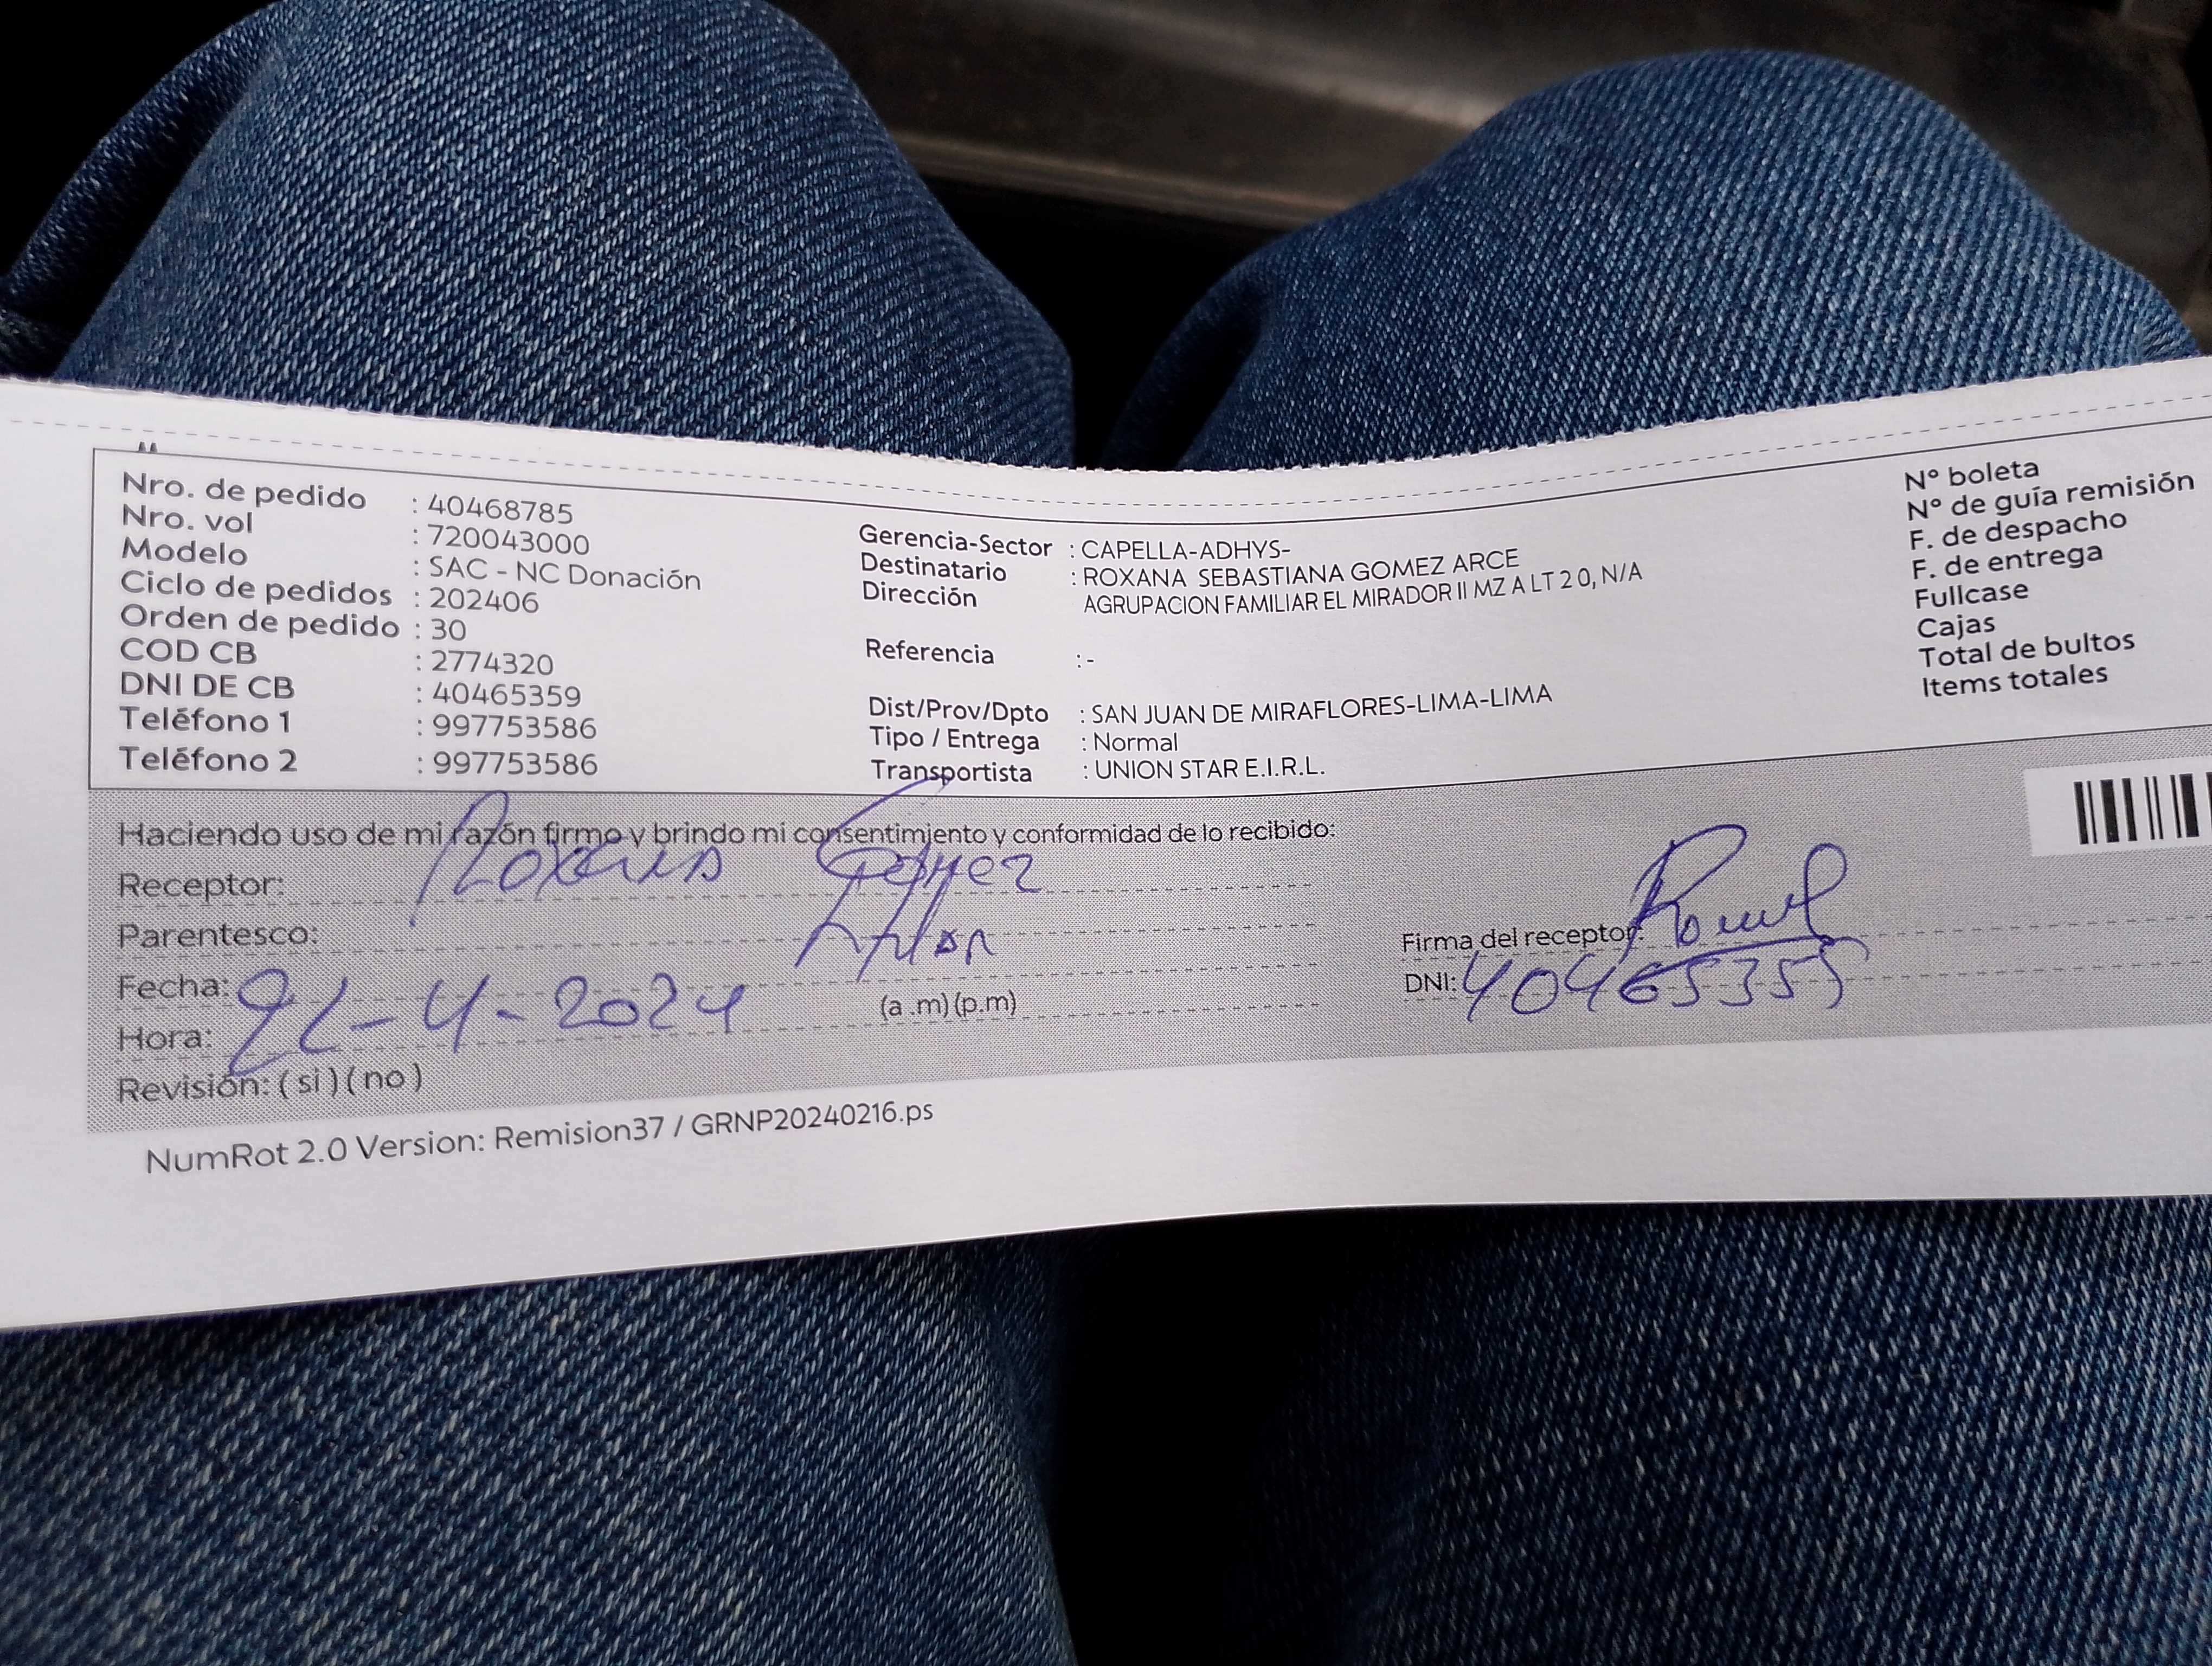 Nro. de pedido : 40468785
Nro. vol : 720043000
Modelo : SAC - NC Donación
Ciclo de pedidos : 202406
Orden de pedido : 30
COD CB : 2774320
DNI DE CB : 40465359
Teléfono 1 : 997753586
Teléfono 2 : 997753586
Gerencia-Sector : CAPELLA-ADHYS-
Destinatario : ROXANA SEBASTIANA GOMEZ ARCE
Dirección AGRUPACION FAMILIAR EL MIRADOR II MZ A LT 2 0, N/A
Referencia : -
Dist/Prov/Dpto : SAN JUAN DE MIRAFLORES-LIMA-LIMA
Tipo / Entrega : Normal
Transportista : UNION STAR E.I.R.L.
N° boleta
N° de guía remisión
F. de despacho
F. de entrega
Fullcase
Cajas
Total de bultos
Items totales
Haciendo uso de mi razón firmo y brindo mi consentimiento y conformidad de lo recibido:
Receptor: Roxana Gomez
Parentesco:
Fecha: 22-4-2024
Hora: (a .m) (p.m)
Revisión: ( si ) ( no )
Firma del receptor:
DNI: 40465359
NumRot 2.0 Version: Remision37 / GRNP20240216.ps